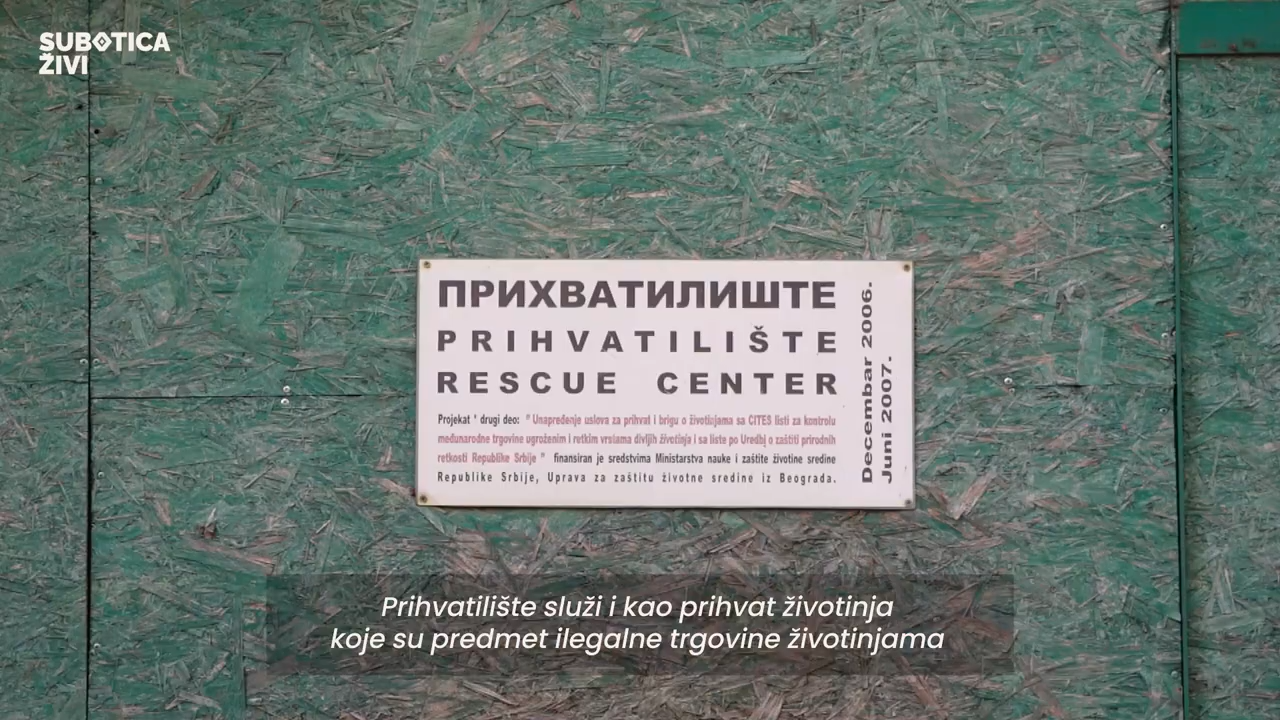 SUBOTICA
ŽIVI
ПРИХВАТИЛИШТЕ
PRIHVATILIŠTE
RESCUE CENTER
Projekat " drugi deo: " Unapređenje uslova za prihvat i brigu o životinjama sa CITES listi za kontrolu
međunarodne trgovine ugroženim i retkim vrstama divljih životinja i sa liste po Uredbi o zaštiti prirodnih
retkosti Republike Srbije " finansiran je sredstvima Ministarstva nauke i zaštite životine sredine
Republike Srbije, Uprava za zaštitu životne sredine iz Beograda.
Decembar 2006.
Juni 2007.
Prihvatilište služi i kao prihvat životinja
koje su predmet ilegalne trgovine životinjama